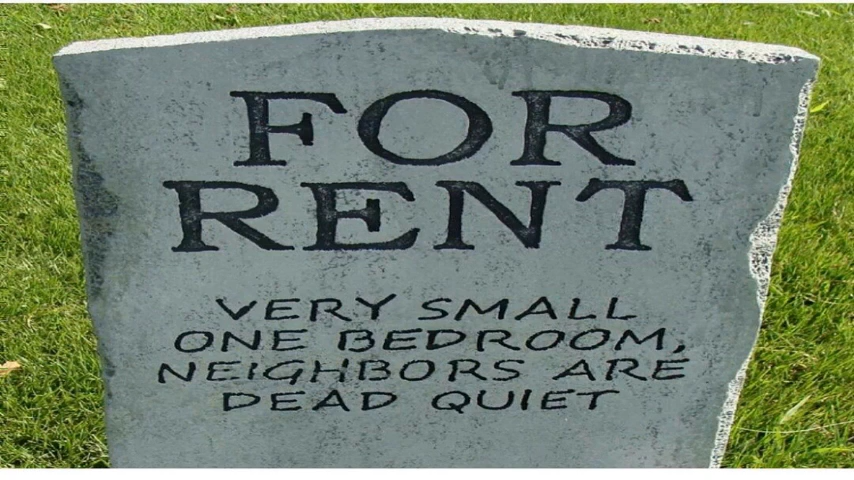 FOR
RENT
VERY SMALL
ONE BEDROOM,
NEIGHBORS ARE
DEAD QUIET